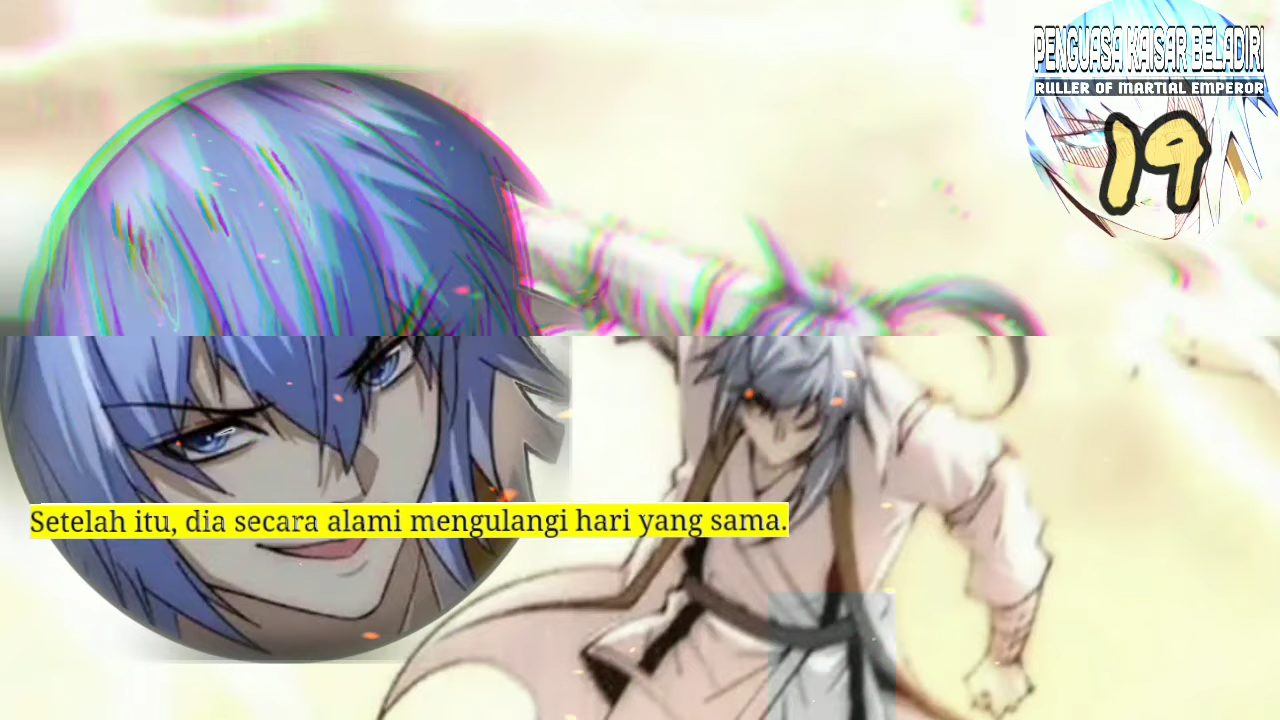 PENGUASA KAISAR BELADIRI
RULLER OF MARTIAL EMPEROR
19
Setelah itu, dia secara alami mengulangi hari yang sama.